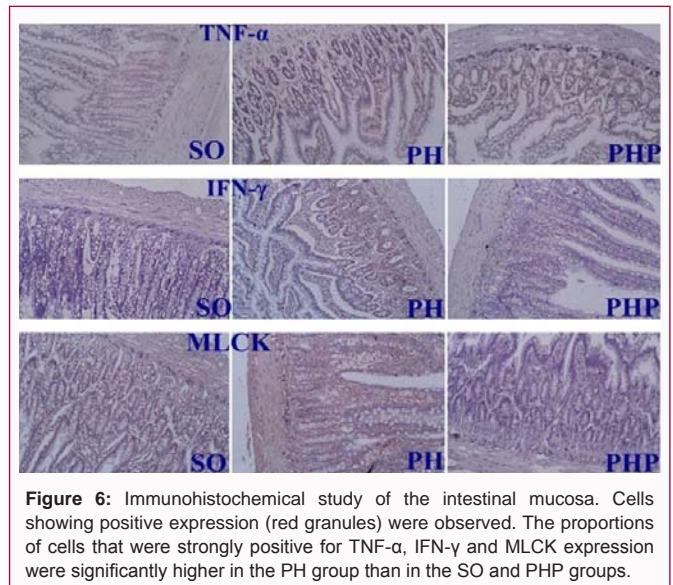 TNF-α
SO
PH
PHP
IFN-γ
SO
PH
PHP
MLCK
SO
PH
PHP
Figure 6: Immunohistochemical study of the intestinal mucosa. Cells
showing positive expression (red granules) were observed. The proportions
of cells that were strongly positive for TNF-α, IFN-γ and MLCK expression
were significantly higher in the PH group than in the SO and PHP groups.